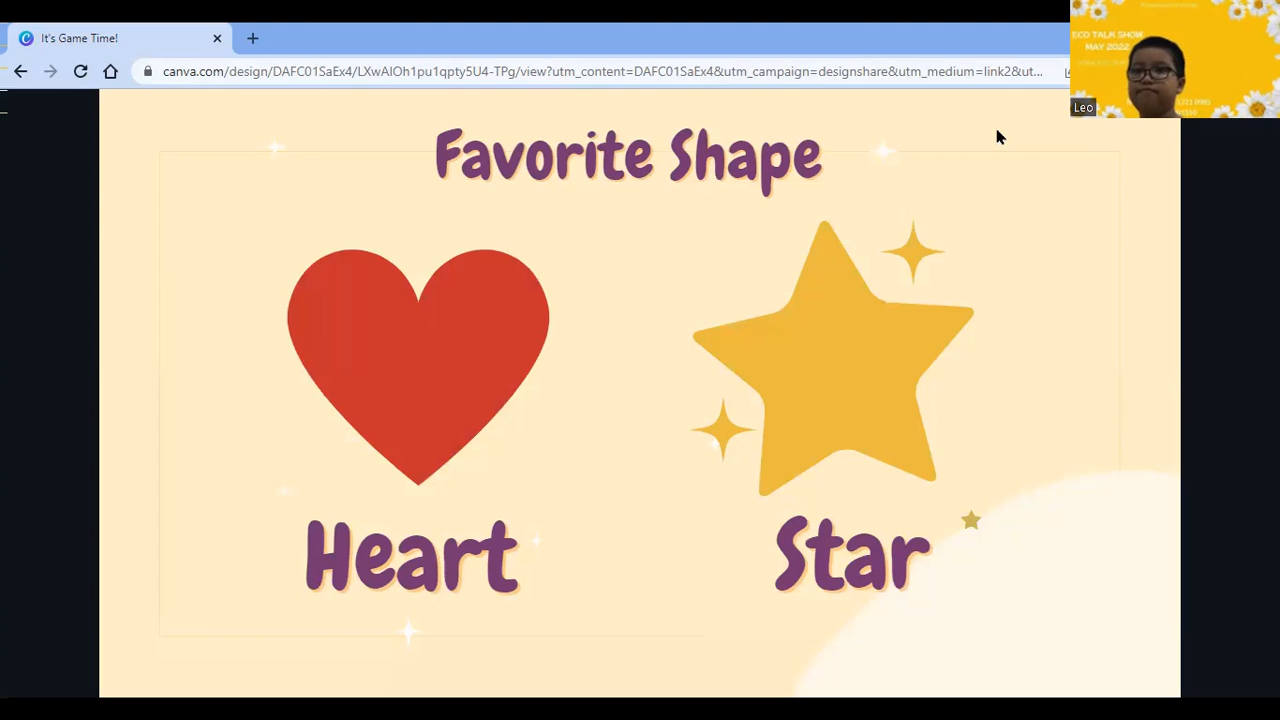 It's Game Time!
canva.com/design/DAFC01SaEx4/LXwAIOh1pu1qpty5U4-TPg/view?utm_content=DAFC01SaEx4&utm_campaign=designshare&utm_medium=link2&ut...
ECO TALK SHOW
MAY 2022
Leo
Favorite Shape
Heart
Star